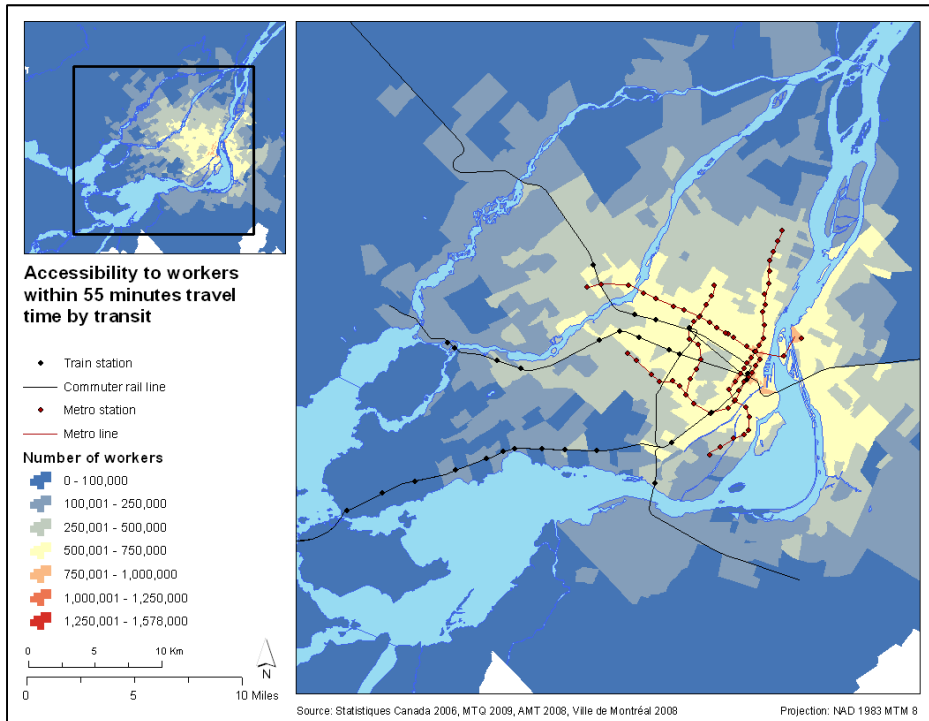 Accessibility to workers
within 55 minutes travel
time by transit
Train station
Commuter rail line
Metro station
Metro line
Number of workers
0 - 100,000
100,001 - 250,000
250,001 - 500,000
500,001 - 750,000
750,001 - 1,000,000
1,000,001 - 1,250,000
1,250,001 - 1,578,000
0 5 10 Km
N
0 5 10 Miles
Source: Statistiques Canada 2006, MTQ 2009, AMT 2008, Ville de Montréal 2008
Projection: NAD 1983 MTM 8